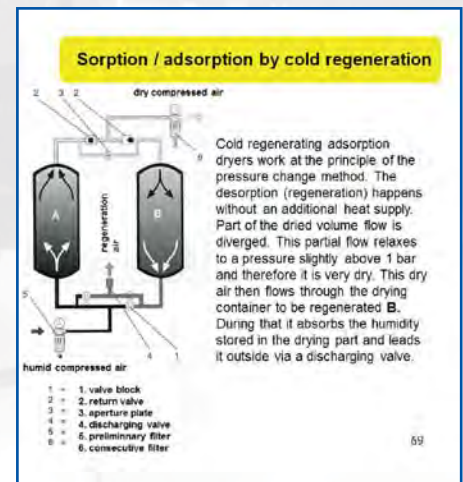 Sorption / adsorption by cold regeneration
2 3 2
dry compressed air
6
Cold regenerating adsorption
dryers work at the principle of the
pressure change method. The
desorption (regeneration) happens
without an additional heat supply.
Part of the dried volume flow is
diverged. This partial flow relaxes
to a pressure slightly above 1 bar
and therefore it is very dry. This dry
air then flows through the drying
container to be regenerated B.
During that it absorbs the humidity
stored in the drying part and leads
it outside via a discharging valve.
A
regeneration
air
B
5
4
1
humid compressed air
1 = 1. valve block
2 = 2. return valve
3 = 3. aperture plate
4 = 4. discharging valve
5 = 5. preliminnary filter
6 = 6. consecutive filter
69